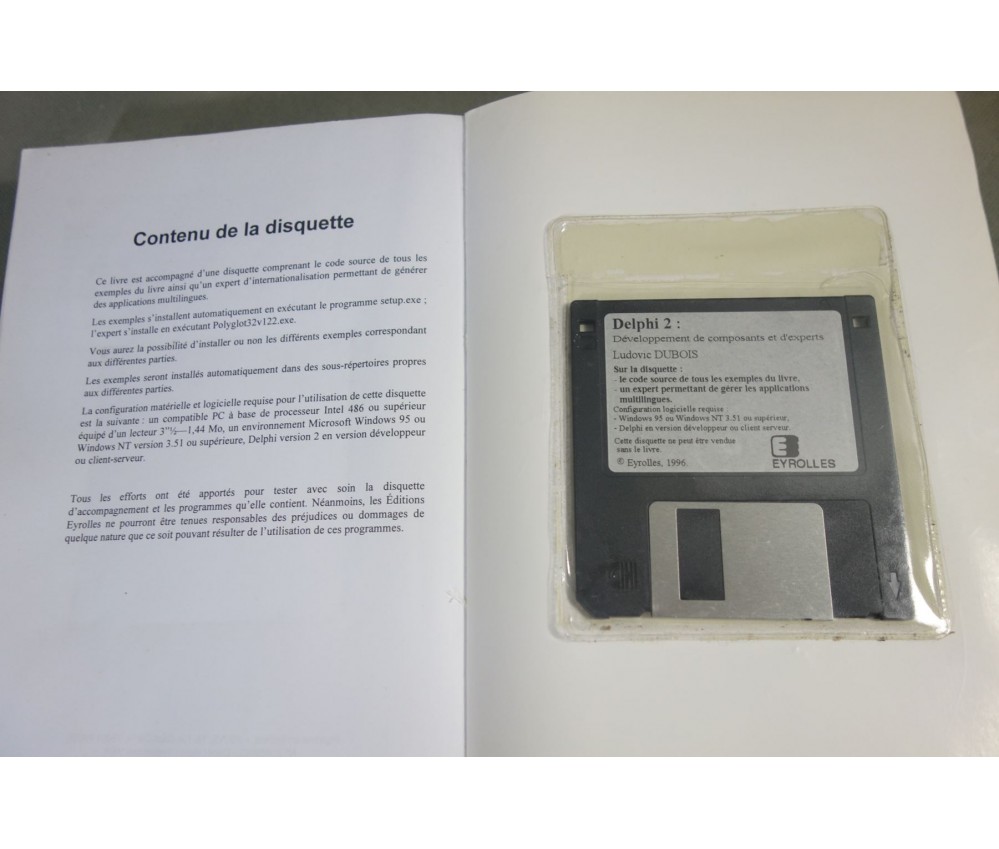 Contenu de la disquette
Ce livre est accompagné d'une disquette comprenant le code source de tous les
exemples du livre ainsi qu'un expert d'internationalisation permettant de générer
des applications multilingues.
Les exemples s'installent automatiquement en exécutant le programme setup.exe ;
l'expert s'installe en exécutant Polyglot32v122.exe.
Vous aurez la possibilité d'installer ou non les différents exemples correspondant
aux différentes parties.
Les exemples seront installés automatiquement dans des sous-répertoires propres
aux différentes parties.
La configuration matérielle et logicielle requise pour l'utilisation de cette disquette
est la suivante : un compatible PC à base de processeur Intel 486 ou supérieur
équipé d'un lecteur 3"½—1,44 Mo, un environnement Microsoft Windows 95 ou
Windows NT version 3.51 ou supérieure, Delphi version 2 en version développeur
ou client-serveur.
Tous les efforts ont été apportés pour tester avec soin la disquette
d'accompagnement et les programmes qu'elle contient. Néanmoins, les Éditions
Eyrolles ne pourront être tenues responsables des préjudices ou dommages de
quelque nature que ce soit pouvant résulter de l'utilisation de ces programmes.
Delphi 2 :
Développement de composants et d'experts
Ludovic DUBOIS
Sur la disquette :
- le code source de tous les exemples du livre,
- un expert permettant de gérer les applications
multilingues.
Configuration logicielle requise :
- Windows 95 ou Windows NT 3.51 ou supérieur,
- Delphi en version développeur ou client serveur.
Cette disquette ne peut être vendue
sans le livre.
© Eyrolles, 1996
EYROLLES